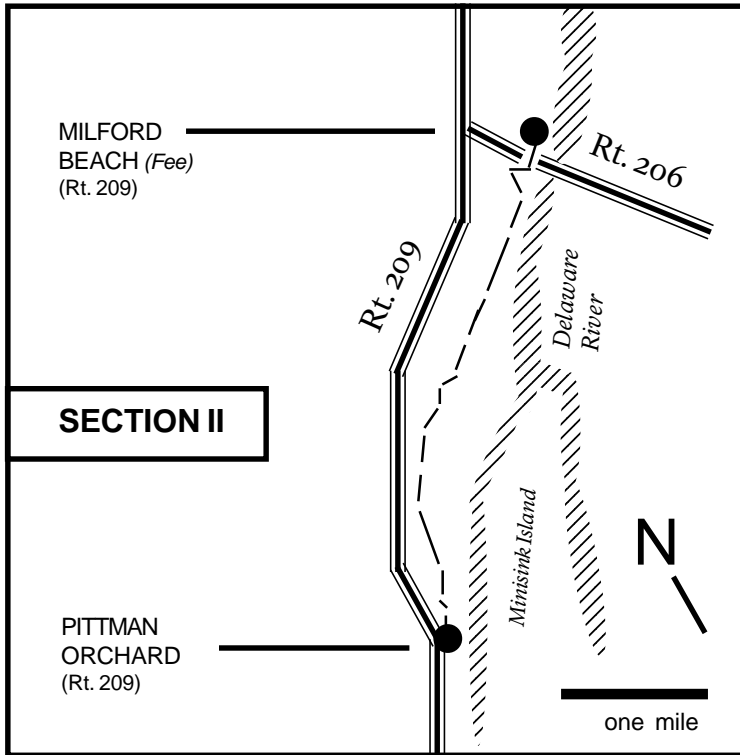 MILFORD
BEACH (Fee)
(Rt. 209)
Rt. 206
Rt. 209
Delaware
River
SECTION II
Minisink Island
N
PITTMAN
ORCHARD
(Rt. 209)
one mile